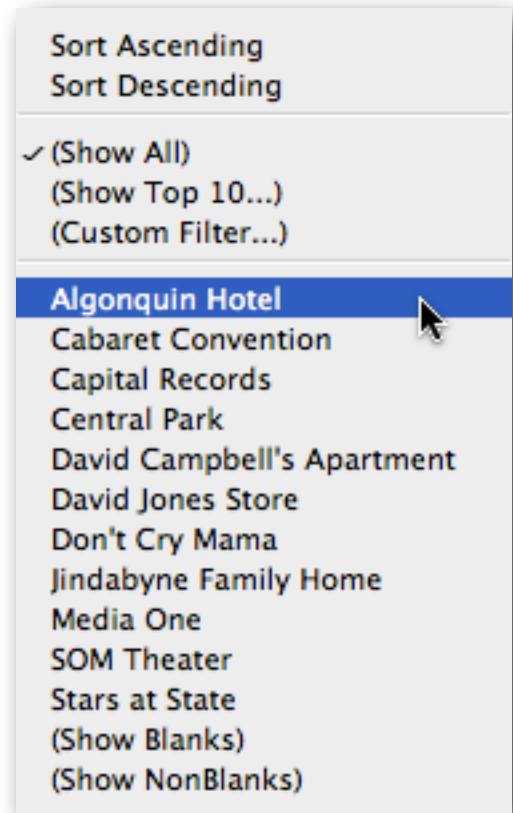 Sort Ascending
Sort Descending
✓ (Show All)
(Show Top 10...)
(Custom Filter...)
Algonquin Hotel
Cabaret Convention
Capital Records
Central Park
David Campbell's Apartment
David Jones Store
Don't Cry Mama
Jindabyne Family Home
Media One
SOM Theater
Stars at State
(Show Blanks)
(Show NonBlanks)